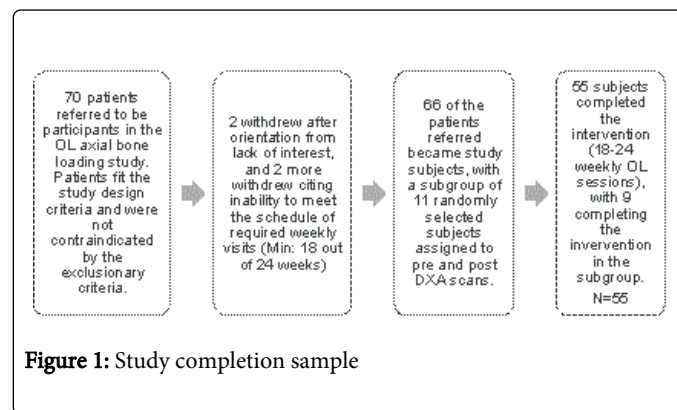 70 patients
referred to be
participants in the
OL axial bone
loading study.
Patients fit the
study design
criteria and were
not
contraindicated
by the
exclusionary
criteria.
2 withdrew after
orientation from
lack of interest,
and 2 more
withdrew citing
inability to meet
the schedule of
required weekly
visits (Min: 18 out
of 24 weeks)
66 of the
patients
referred
became study
subjects, with
a subgroup of
11 randomly
selected
subjects
assigned to
pre and post
DXA scans.
55 subjects
completed
the
intervention
(18-24
weekly OL
sessions),
with 9
completing
the
invervention
in the
subgroup.
N=55
Figure 1: Study completion sample